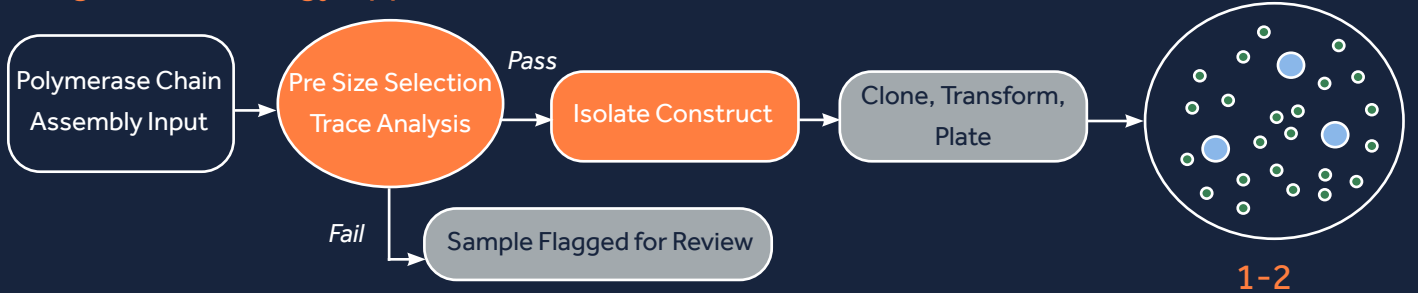 Polymerase Chain
Assembly Input
Pre Size Selection
Trace Analysis
Pass
Isolate Construct
Clone, Transform,
Plate
Fail
Sample Flagged for Review
1-2